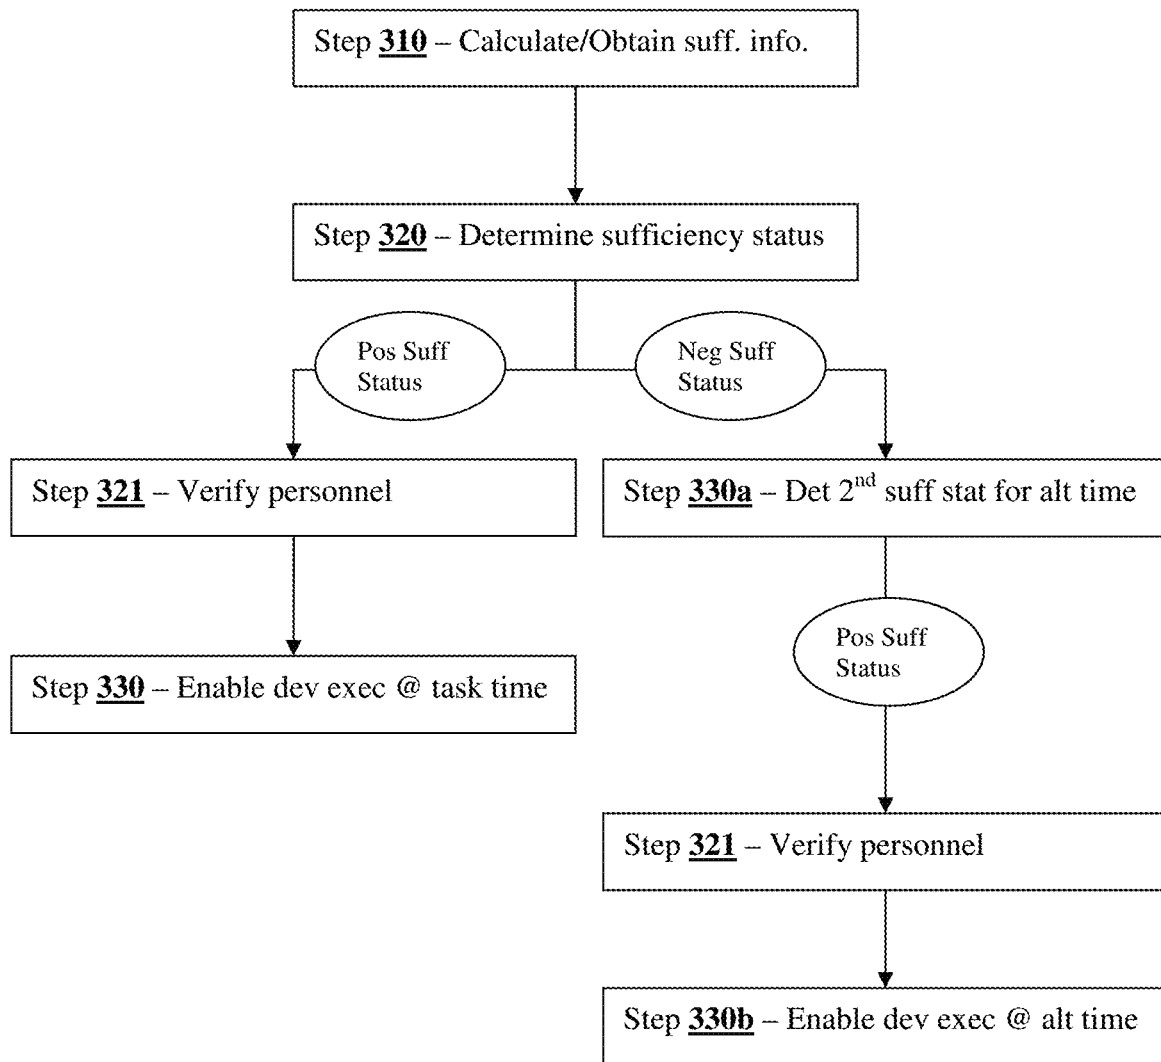 Step 310 – Calculate/Obtain suff. info.
Step 320 – Determine sufficiency status
Pos Suff
Status
Neg Suff
Status
Step 321 – Verify personnel
Step 330a – Det 2nd suff stat for alt time
Step 330 – Enable dev exec @ task time
Pos Suff
Status
Step 321 – Verify personnel
Step 330b – Enable dev exec @ alt time